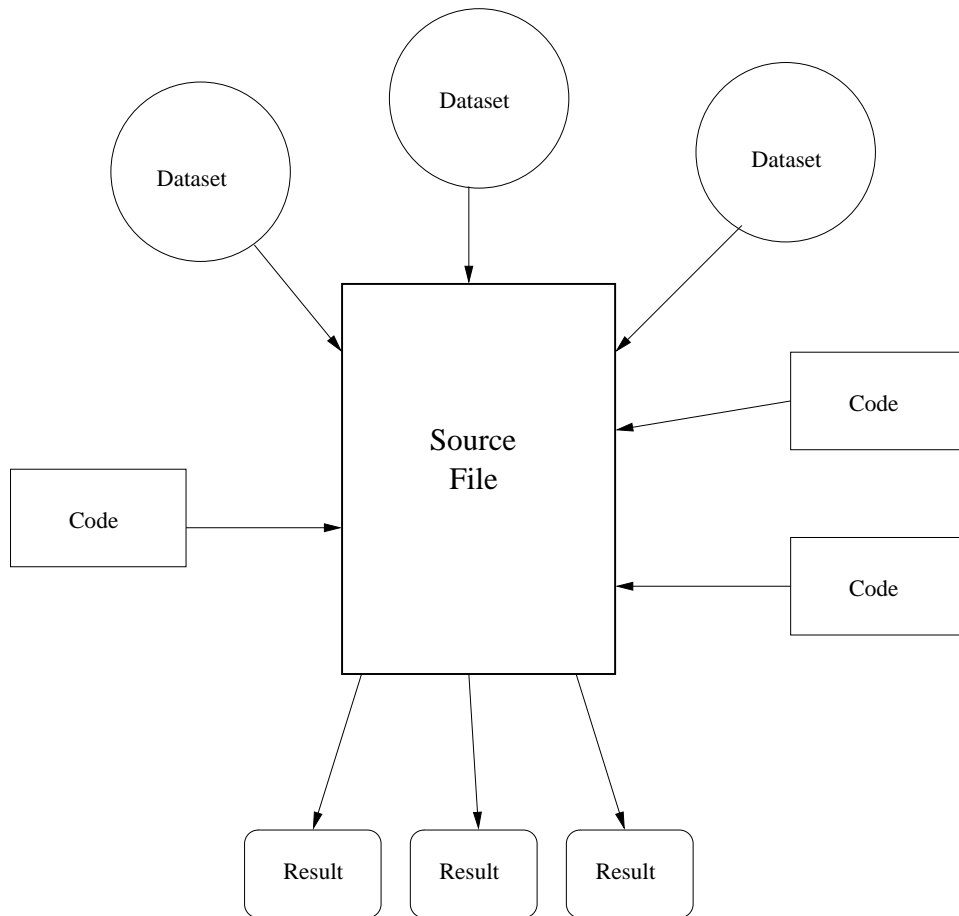 Dataset
Dataset
Dataset
Code
Source
File
Code
Code
Result
Result
Result